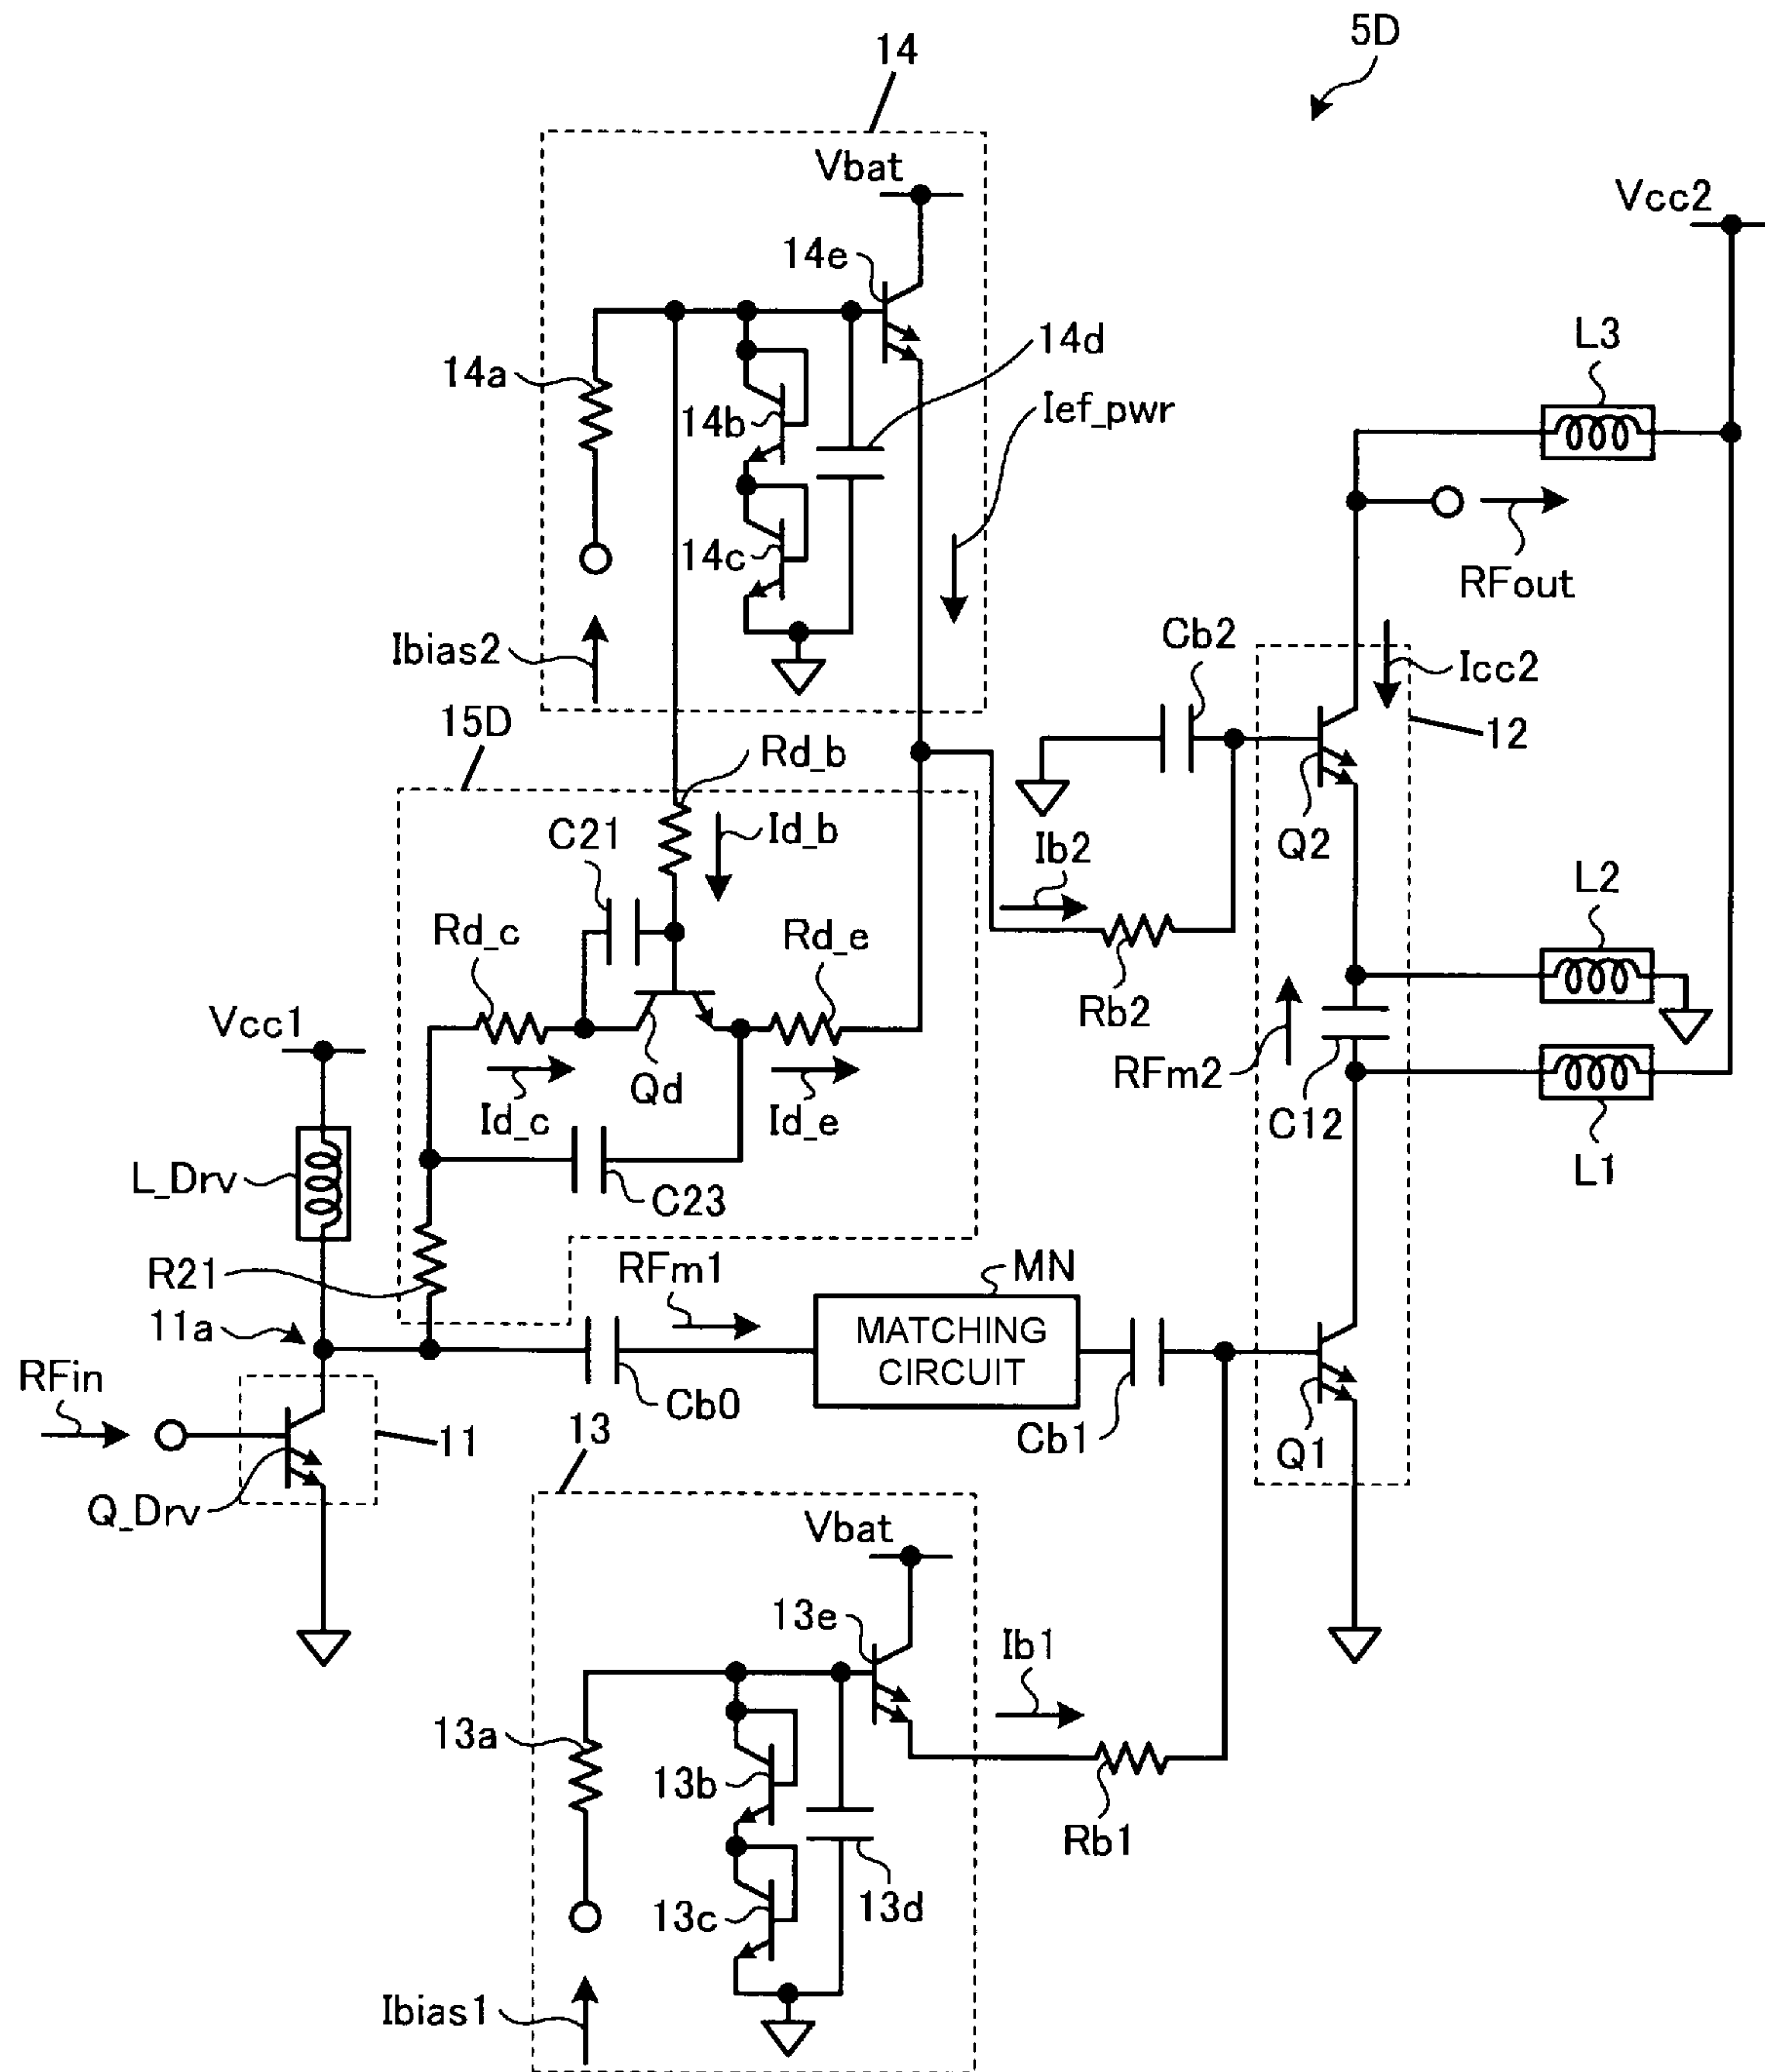 5D
14
Vbat
Vcc2
14e
14d
L3
14a
14b
Ief_pwr
14c
RFout
Ibias2
Cb2
Icc2
15D
Rd_b
12
C21
Id_b
Q2
Ib2
L2
Rd_c
Rd_e
Rb2
Vcc1
Qd
RFm2
Id_c
Id_e
C12
L_Drv
C23
L1
R21
RFm1
MN
11a
MATCHING
CIRCUIT
RFin
Cb0
13
Cb1
Q1
11
Q_Drv
Vbat
13e
Ib1
13a
13b
Rb1
13c
13d
Ibias1